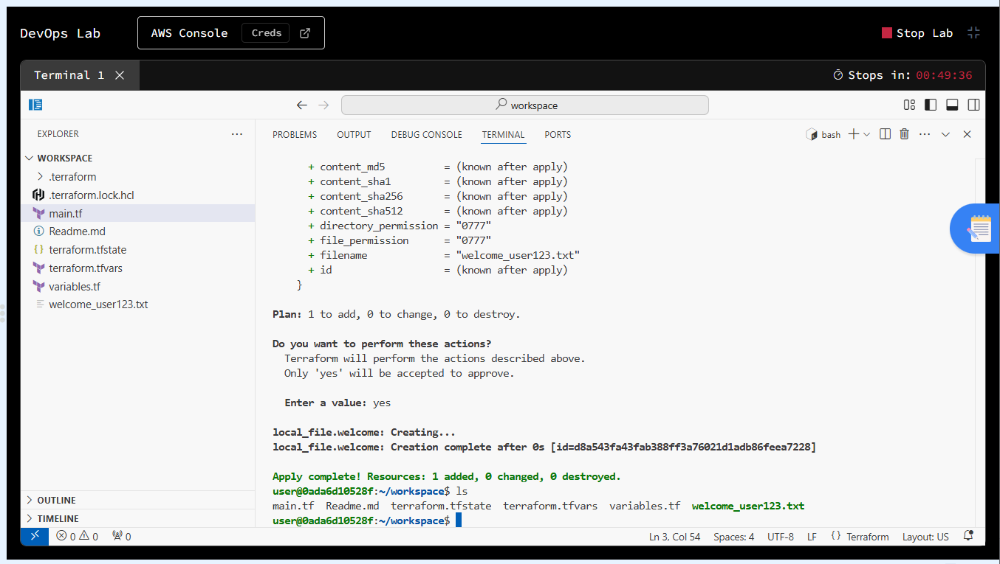 DevOps Lab
AWS Console Creds
Stop Lab
Terminal 1
Stops in: 00:49:36
workspace
EXPLORER
WORKSPACE
.terraform
.terraform.lock.hcl
main.tf
Readme.md
terraform.tfstate
terraform.tfvars
variables.tf
welcome_user123.txt
OUTLINE
TIMELINE
PROBLEMS OUTPUT DEBUG CONSOLE TERMINAL PORTS
bash
+ content_md5 = (known after apply)
+ content_sha1 = (known after apply)
+ content_sha256 = (known after apply)
+ content_sha512 = (known after apply)
+ directory_permission = "0777"
+ file_permission = "0777"
+ filename = "welcome_user123.txt"
+ id = (known after apply)
}
Plan: 1 to add, 0 to change, 0 to destroy.
Do you want to perform these actions?
Terraform will perform the actions described above.
Only 'yes' will be accepted to approve.
Enter a value: yes
local_file.welcome: Creating...
local_file.welcome: Creation complete after 0s [id=d8a543fa43fab388ff3a76021d1adb86feea7228]
Apply complete! Resources: 1 added, 0 changed, 0 destroyed.
user@0ada6d10528f:~/workspace$ ls
main.tf Readme.md terraform.tfstate terraform.tfvars variables.tf welcome_user123.txt
user@0ada6d10528f:~/workspace$
0 0 0
Ln 3, Col 54 Spaces: 4 UTF-8 LF {} Terraform Layout: US